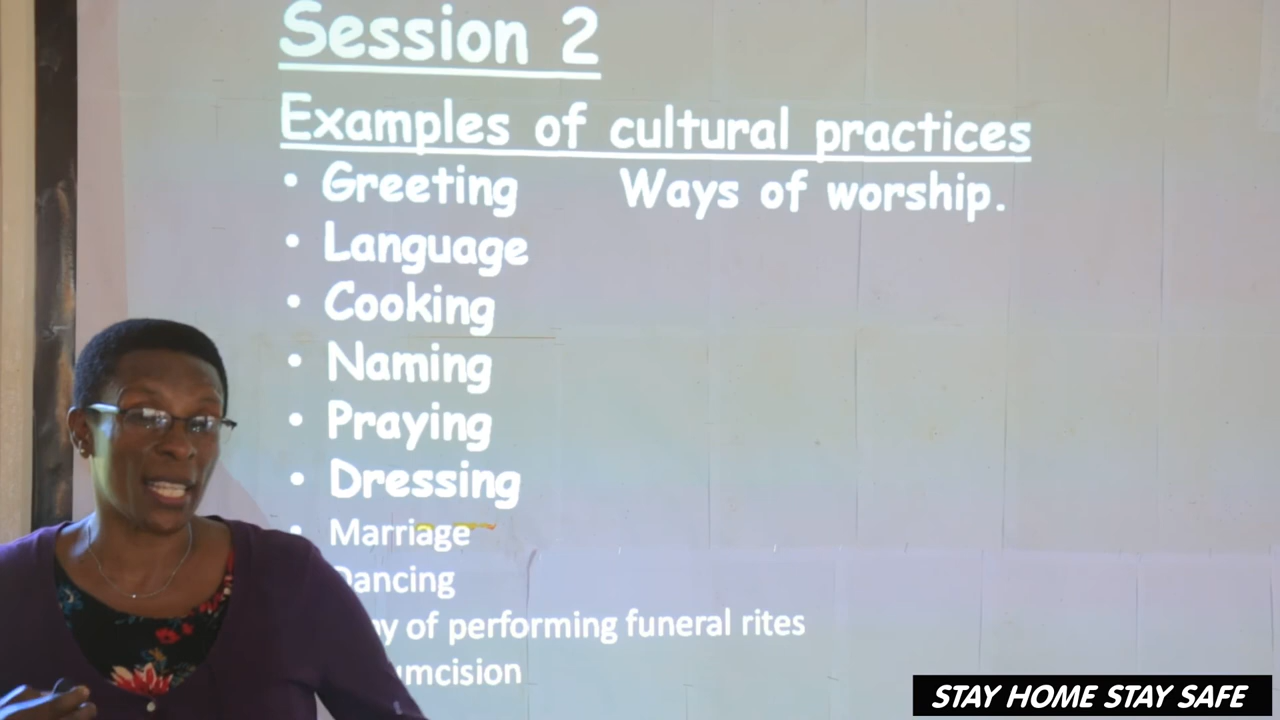 Session 2
Examples of cultural practices
• Greeting Ways of worship.
• Language
• Cooking
• Naming
• Praying
• Dressing
• Marriage
Dancing
of performing funeral rites
STAY HOME STAY SAFE